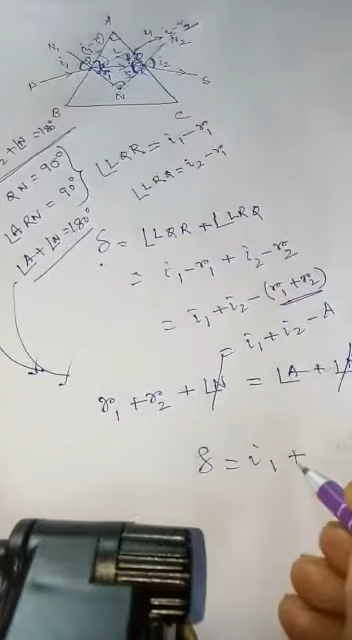 A
N₁
M
N₂
i₁
i₂
P
S
N
B
C
r₂+∠N=180°
QN=90°
∠ARN=90°
∠A+∠N=180°
∠LQR=i₁-r₁
∠LRQ=i₂-r₁
δ=∠LQR+∠LRQ
=i₁-r₁+i₂-r₂
=i₁+i₂-(r₁+r₂)
=i₁+i₂-A
r₁+r₂+∠N=∠A+∠N
δ=i₁+